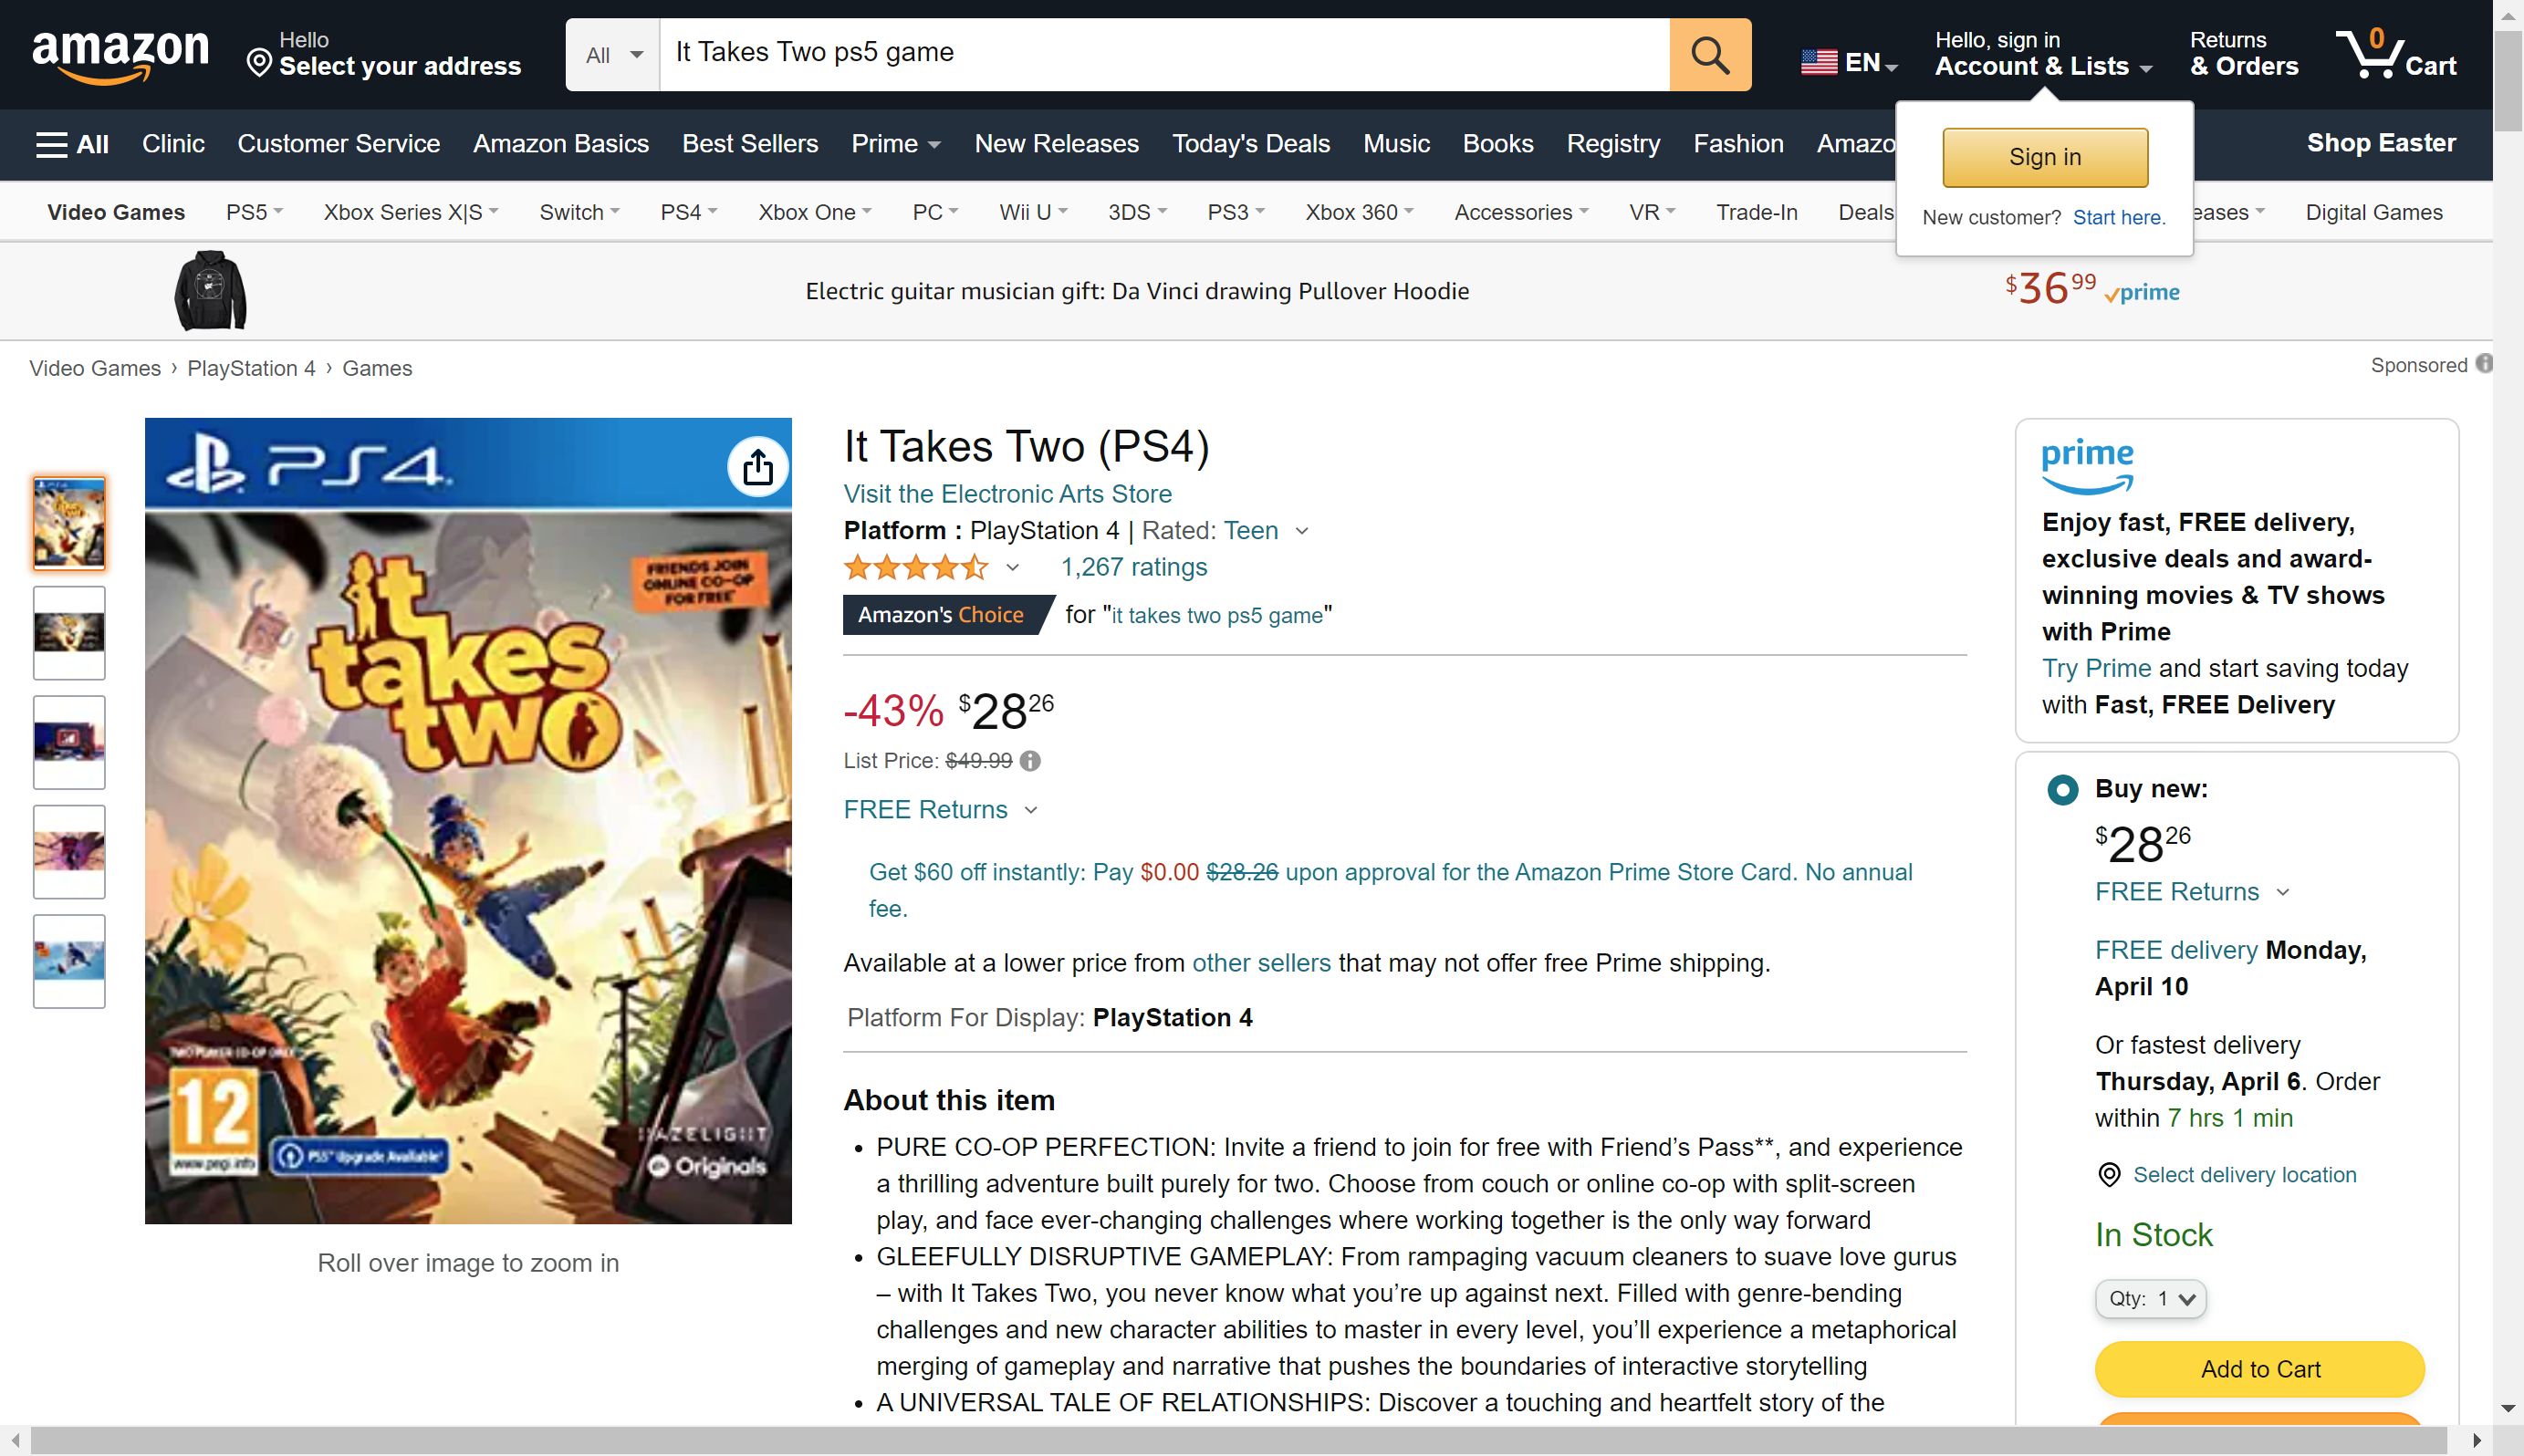 amazon
Hello
Select your address
All
It Takes Two ps5 game
EN
Hello, sign in
Account & Lists
Returns
& Orders
0
Cart
All
Clinic
Customer Service
Amazon Basics
Best Sellers
Prime
New Releases
Today's Deals
Music
Books
Registry
Fashion
Amazo
Shop Easter
Sign in
New customer? Start here.
Video Games
PS5
Xbox Series X|S
Switch
PS4
Xbox One
PC
Wii U
3DS
PS3
Xbox 360
Accessories
VR
Trade-In
Deals
eases
Digital Games
Electric guitar musician gift: Da Vinci drawing Pullover Hoodie
$36 99 prime
Video Games › PlayStation 4 › Games
Sponsored
PS4
FRIENDS JOIN
ONLINE CO-OP
FOR FREE
it
takes
two
TWO PLAYER CO-OP ONLY
12
www.pegi.info
PS5 Upgrade Available
HAZELIGHT
EA Originals
Roll over image to zoom in
It Takes Two (PS4)
Visit the Electronic Arts Store
Platform : PlayStation 4 | Rated: Teen
1,267 ratings
Amazon's Choice for "it takes two ps5 game"
-43% $28 26
List Price: $49.99
FREE Returns
Get $60 off instantly: Pay $0.00 $28.26 upon approval for the Amazon Prime Store Card. No annual
fee.
Available at a lower price from other sellers that may not offer free Prime shipping.
Platform For Display: PlayStation 4
About this item
• PURE CO-OP PERFECTION: Invite a friend to join for free with Friend’s Pass**, and experience
a thrilling adventure built purely for two. Choose from couch or online co-op with split-screen
play, and face ever-changing challenges where working together is the only way forward
• GLEEFULLY DISRUPTIVE GAMEPLAY: From rampaging vacuum cleaners to suave love gurus
– with It Takes Two, you never know what you’re up against next. Filled with genre-bending
challenges and new character abilities to master in every level, you’ll experience a metaphorical
merging of gameplay and narrative that pushes the boundaries of interactive storytelling
• A UNIVERSAL TALE OF RELATIONSHIPS: Discover a touching and heartfelt story of the
prime
Enjoy fast, FREE delivery,
exclusive deals and award-
winning movies & TV shows
with Prime
Try Prime and start saving today
with Fast, FREE Delivery
Buy new:
$28 26
FREE Returns
FREE delivery Monday,
April 10
Or fastest delivery
Thursday, April 6. Order
within 7 hrs 1 min
Select delivery location
In Stock
Qty: 1
Add to Cart